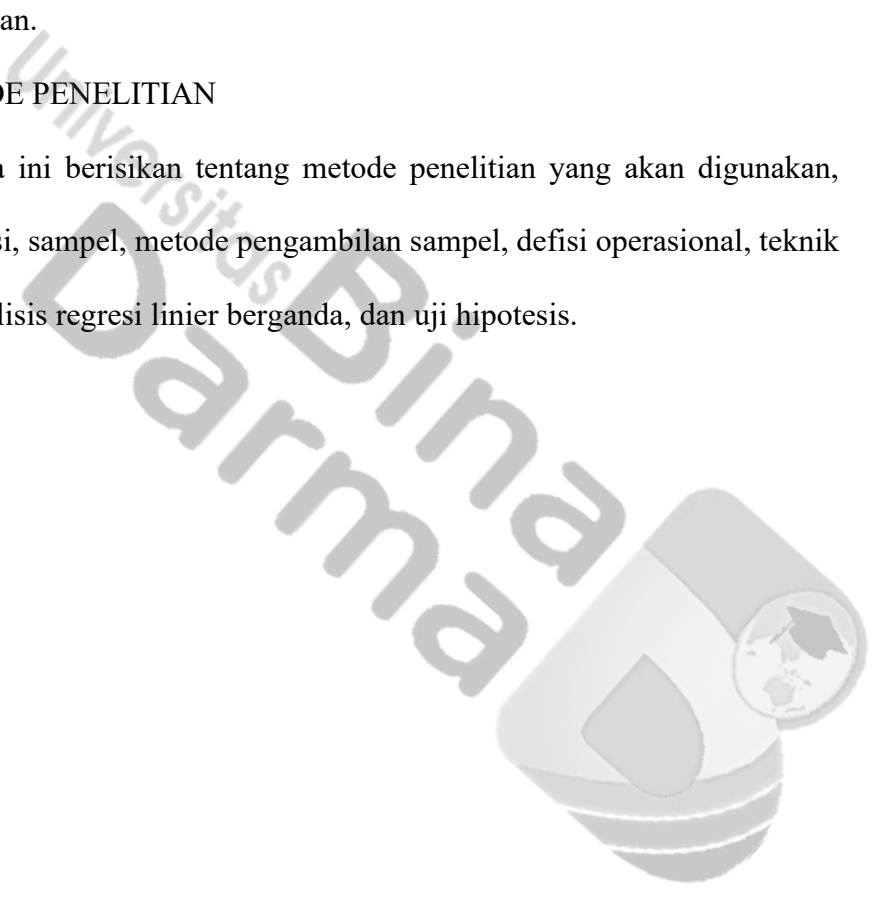 an.
DE PENELITIAN
a ini berisikan tentang metode penelitian yang akan digunakan,
si, sampel, metode pengambilan sampel, defisi operasional, teknik
lisis regresi linier berganda, dan uji hipotesis.
Universitas
Bina
Darma